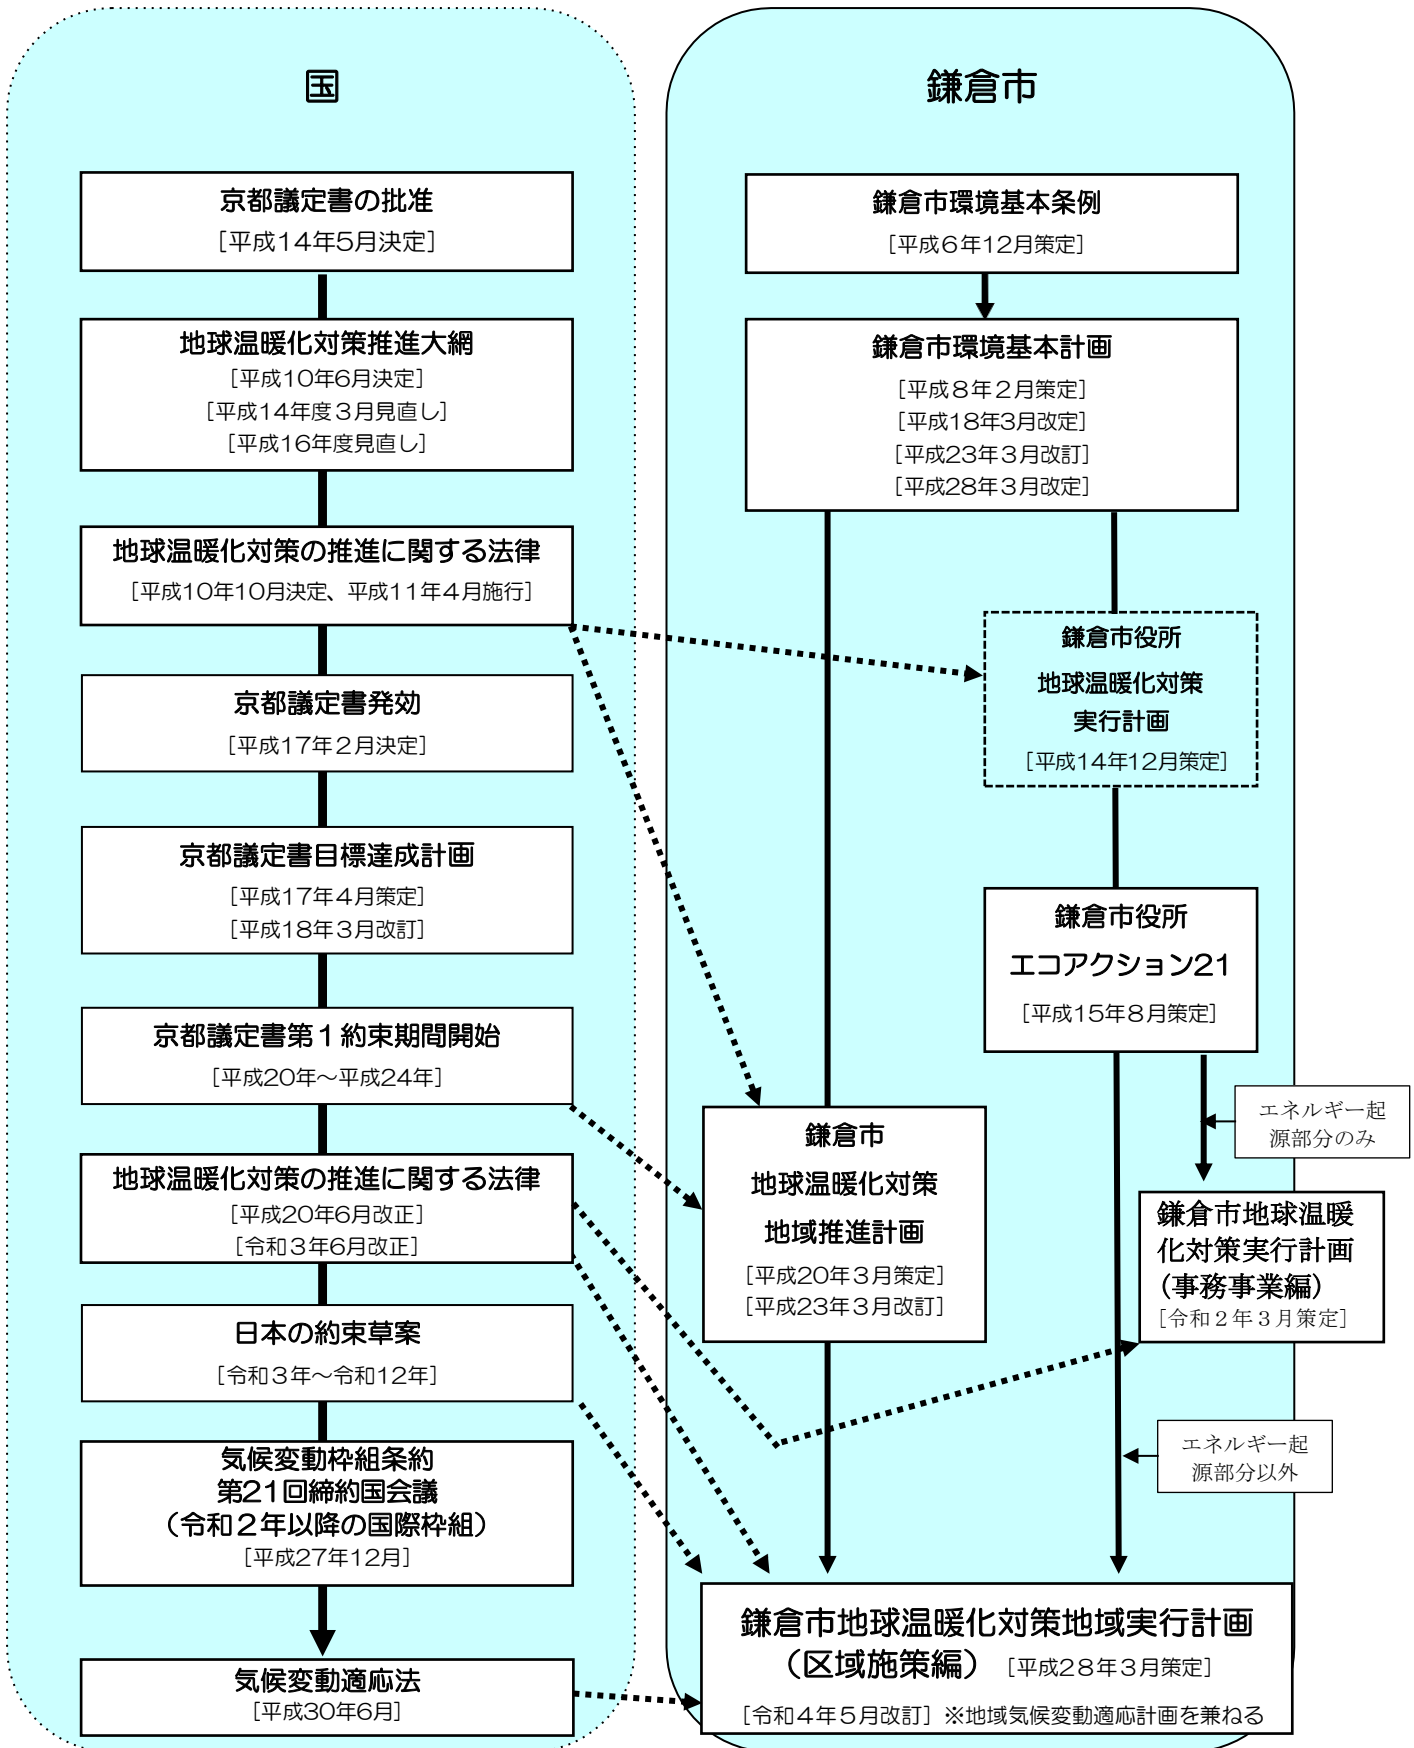 国
京都議定書の批准
[平成14年5月決定]
地球温暖化対策推進大網
[平成10年6月決定]
[平成14年度3月見直し]
[平成16年度見直し]
地球温暖化対策の推進に関する法律
[平成10年10月決定、平成11年4月施行]
京都議定書発効
[平成17年2月決定]
京都議定書目標達成計画
[平成17年4月策定]
[平成18年3月改訂]
京都議定書第1約束期間開始
[平成20年~平成24年]
地球温暖化対策の推進に関する法律
[平成20年6月改正]
[令和3年6月改正]
日本の約束草案
[令和3年~令和12年]
気候変動枠組条約
第21回締約国会議
(令和2年以降の国際枠組)
[平成27年12月]
気候変動適応法
[平成30年6月]
鎌倉市
鎌倉市環境基本条例
[平成6年12月策定]
鎌倉市環境基本計画
[平成8年2月策定]
[平成18年3月改定]
[平成23年3月改訂]
[平成28年3月改定]
鎌倉市役所
地球温暖化対策
実行計画
[平成14年12月策定]
鎌倉市役所
エコアクション21
[平成15年8月策定]
エネルギー起
源部分のみ
鎌倉市
地球温暖化対策
地域推進計画
[平成20年3月策定]
[平成23年3月改訂]
鎌倉市地球温暖
化対策実行計画
(事務事業編)
[令和2年3月策定]
エネルギー起
源部分以外
鎌倉市地球温暖化対策地域実行計画
(区域施策編) [平成28年3月策定]
[令和4年5月改訂] ※地域気候変動適応計画を兼ねる